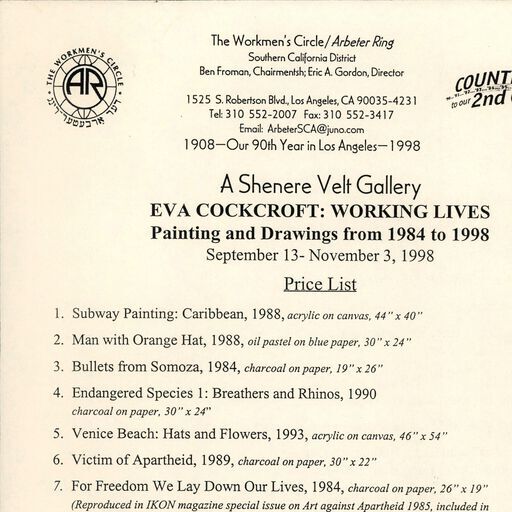 THE WORKMEN'S CIRCLE
AR
דער ארבעטער־רינג
The Workmen's Circle/Arbeter Ring
Southern California District
Ben Froman, Chairmentsh; Eric A. Gordon, Director
1525 S. Robertson Blvd., Los Angeles, CA 90035-4231
Tel: 310 552-2007 Fax: 310 552-3417
Email: ArbeterSCA@juno.com
1908—Our 90th Year in Los Angeles—1998
COUNT
to our 2nd
A Shenere Velt Gallery
EVA COCKCROFT: WORKING LIVES
Painting and Drawings from 1984 to 1998
September 13- November 3, 1998
Price List
1. Subway Painting: Caribbean, 1988, acrylic on canvas, 44" x 40"
2. Man with Orange Hat, 1988, oil pastel on blue paper, 30" x 24"
3. Bullets from Somoza, 1984, charcoal on paper, 19" x 26"
4. Endangered Species 1: Breathers and Rhinos, 1990
charcoal on paper, 30" x 24"
5. Venice Beach: Hats and Flowers, 1993, acrylic on canvas, 46" x 54"
6. Victim of Apartheid, 1989, charcoal on paper, 30" x 22"
7. For Freedom We Lay Down Our Lives, 1984, charcoal on paper, 26" x 19"
(Reproduced in IKON magazine special issue on Art against Apartheid 1985, included in